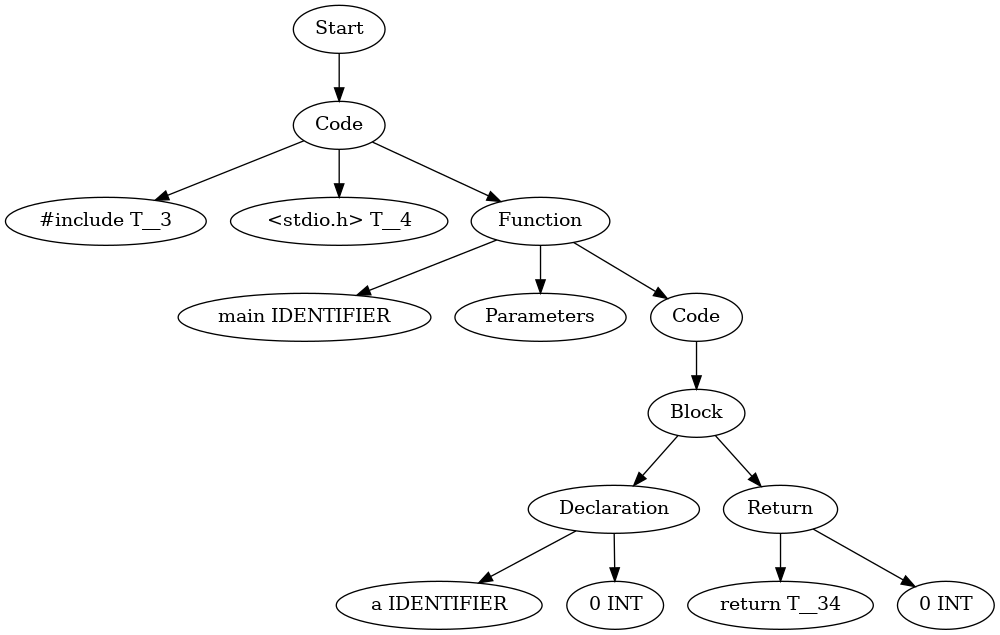 Start
Code
#include T__3
<stdio.h> T__4
Function
main IDENTIFIER
Parameters
Code
Block
Declaration
Return
a IDENTIFIER
0 INT
return T__34
0 INT